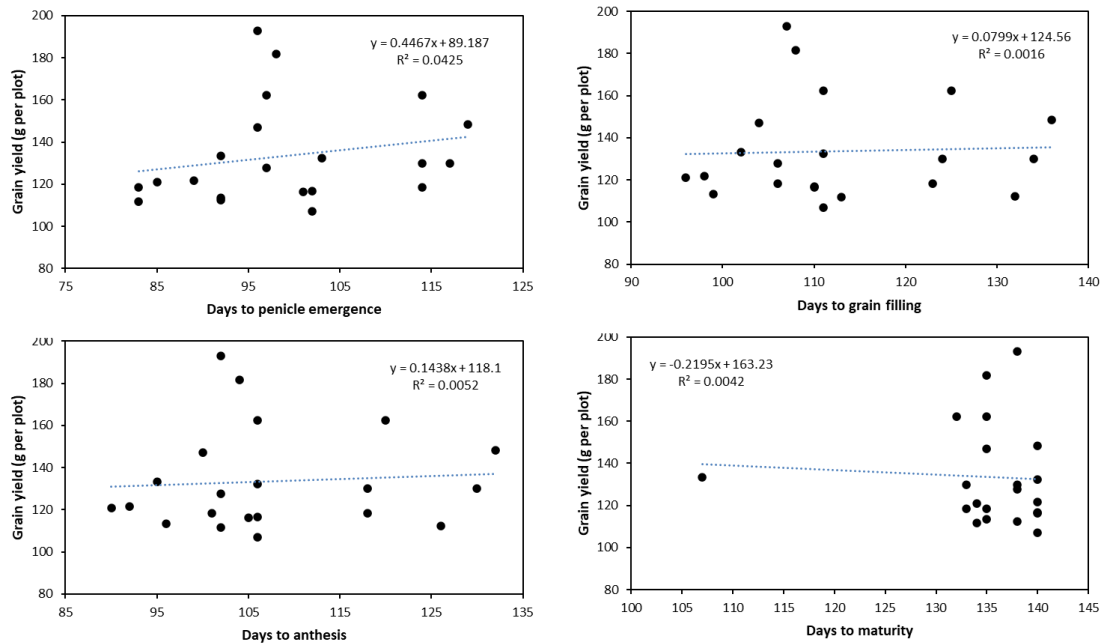 200
180
160
140
120
100
80
Grain yield (g per plot)
y = 0.4467x + 89.187
R² = 0.0425
75 85 95 105 115 125
Days to penicle emergence
200
180
160
140
120
100
80
Grain yield (g per plot)
y = 0.0799x + 124.56
R² = 0.0016
90 100 110 120 130 140
Days to grain filling
200
180
160
140
120
100
80
Grain yield (g per plot)
y = 0.1438x + 118.1
R² = 0.0052
85 95 105 115 125 135
Days to anthesis
200
180
160
140
120
100
80
Grain yield (g per plot)
y = -0.2195x + 163.23
R² = 0.0042
100 105 110 115 120 125 130 135 140 145
Days to maturity